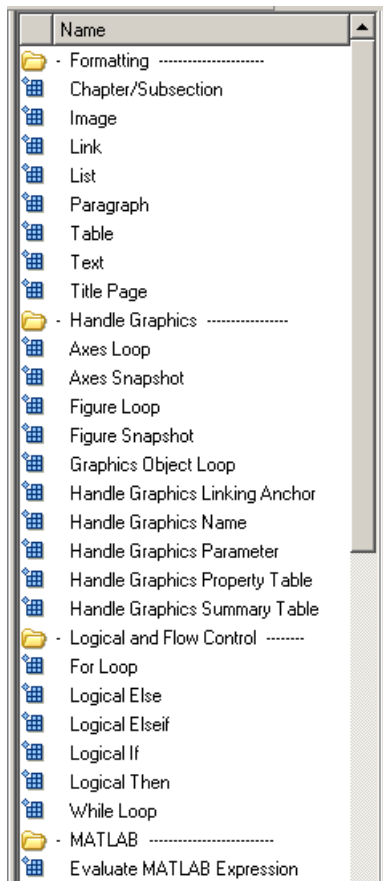 Name
- Formatting ---------------------
Chapter/Subsection
Image
Link
List
Paragraph
Table
Text
Title Page
- Handle Graphics ----------------
Axes Loop
Axes Snapshot
Figure Loop
Figure Snapshot
Graphics Object Loop
Handle Graphics Linking Anchor
Handle Graphics Name
Handle Graphics Parameter
Handle Graphics Property Table
Handle Graphics Summary Table
- Logical and Flow Control --------
For Loop
Logical Else
Logical Elseif
Logical If
Logical Then
While Loop
- MATLAB -------------------------
Evaluate MATLAB Expression